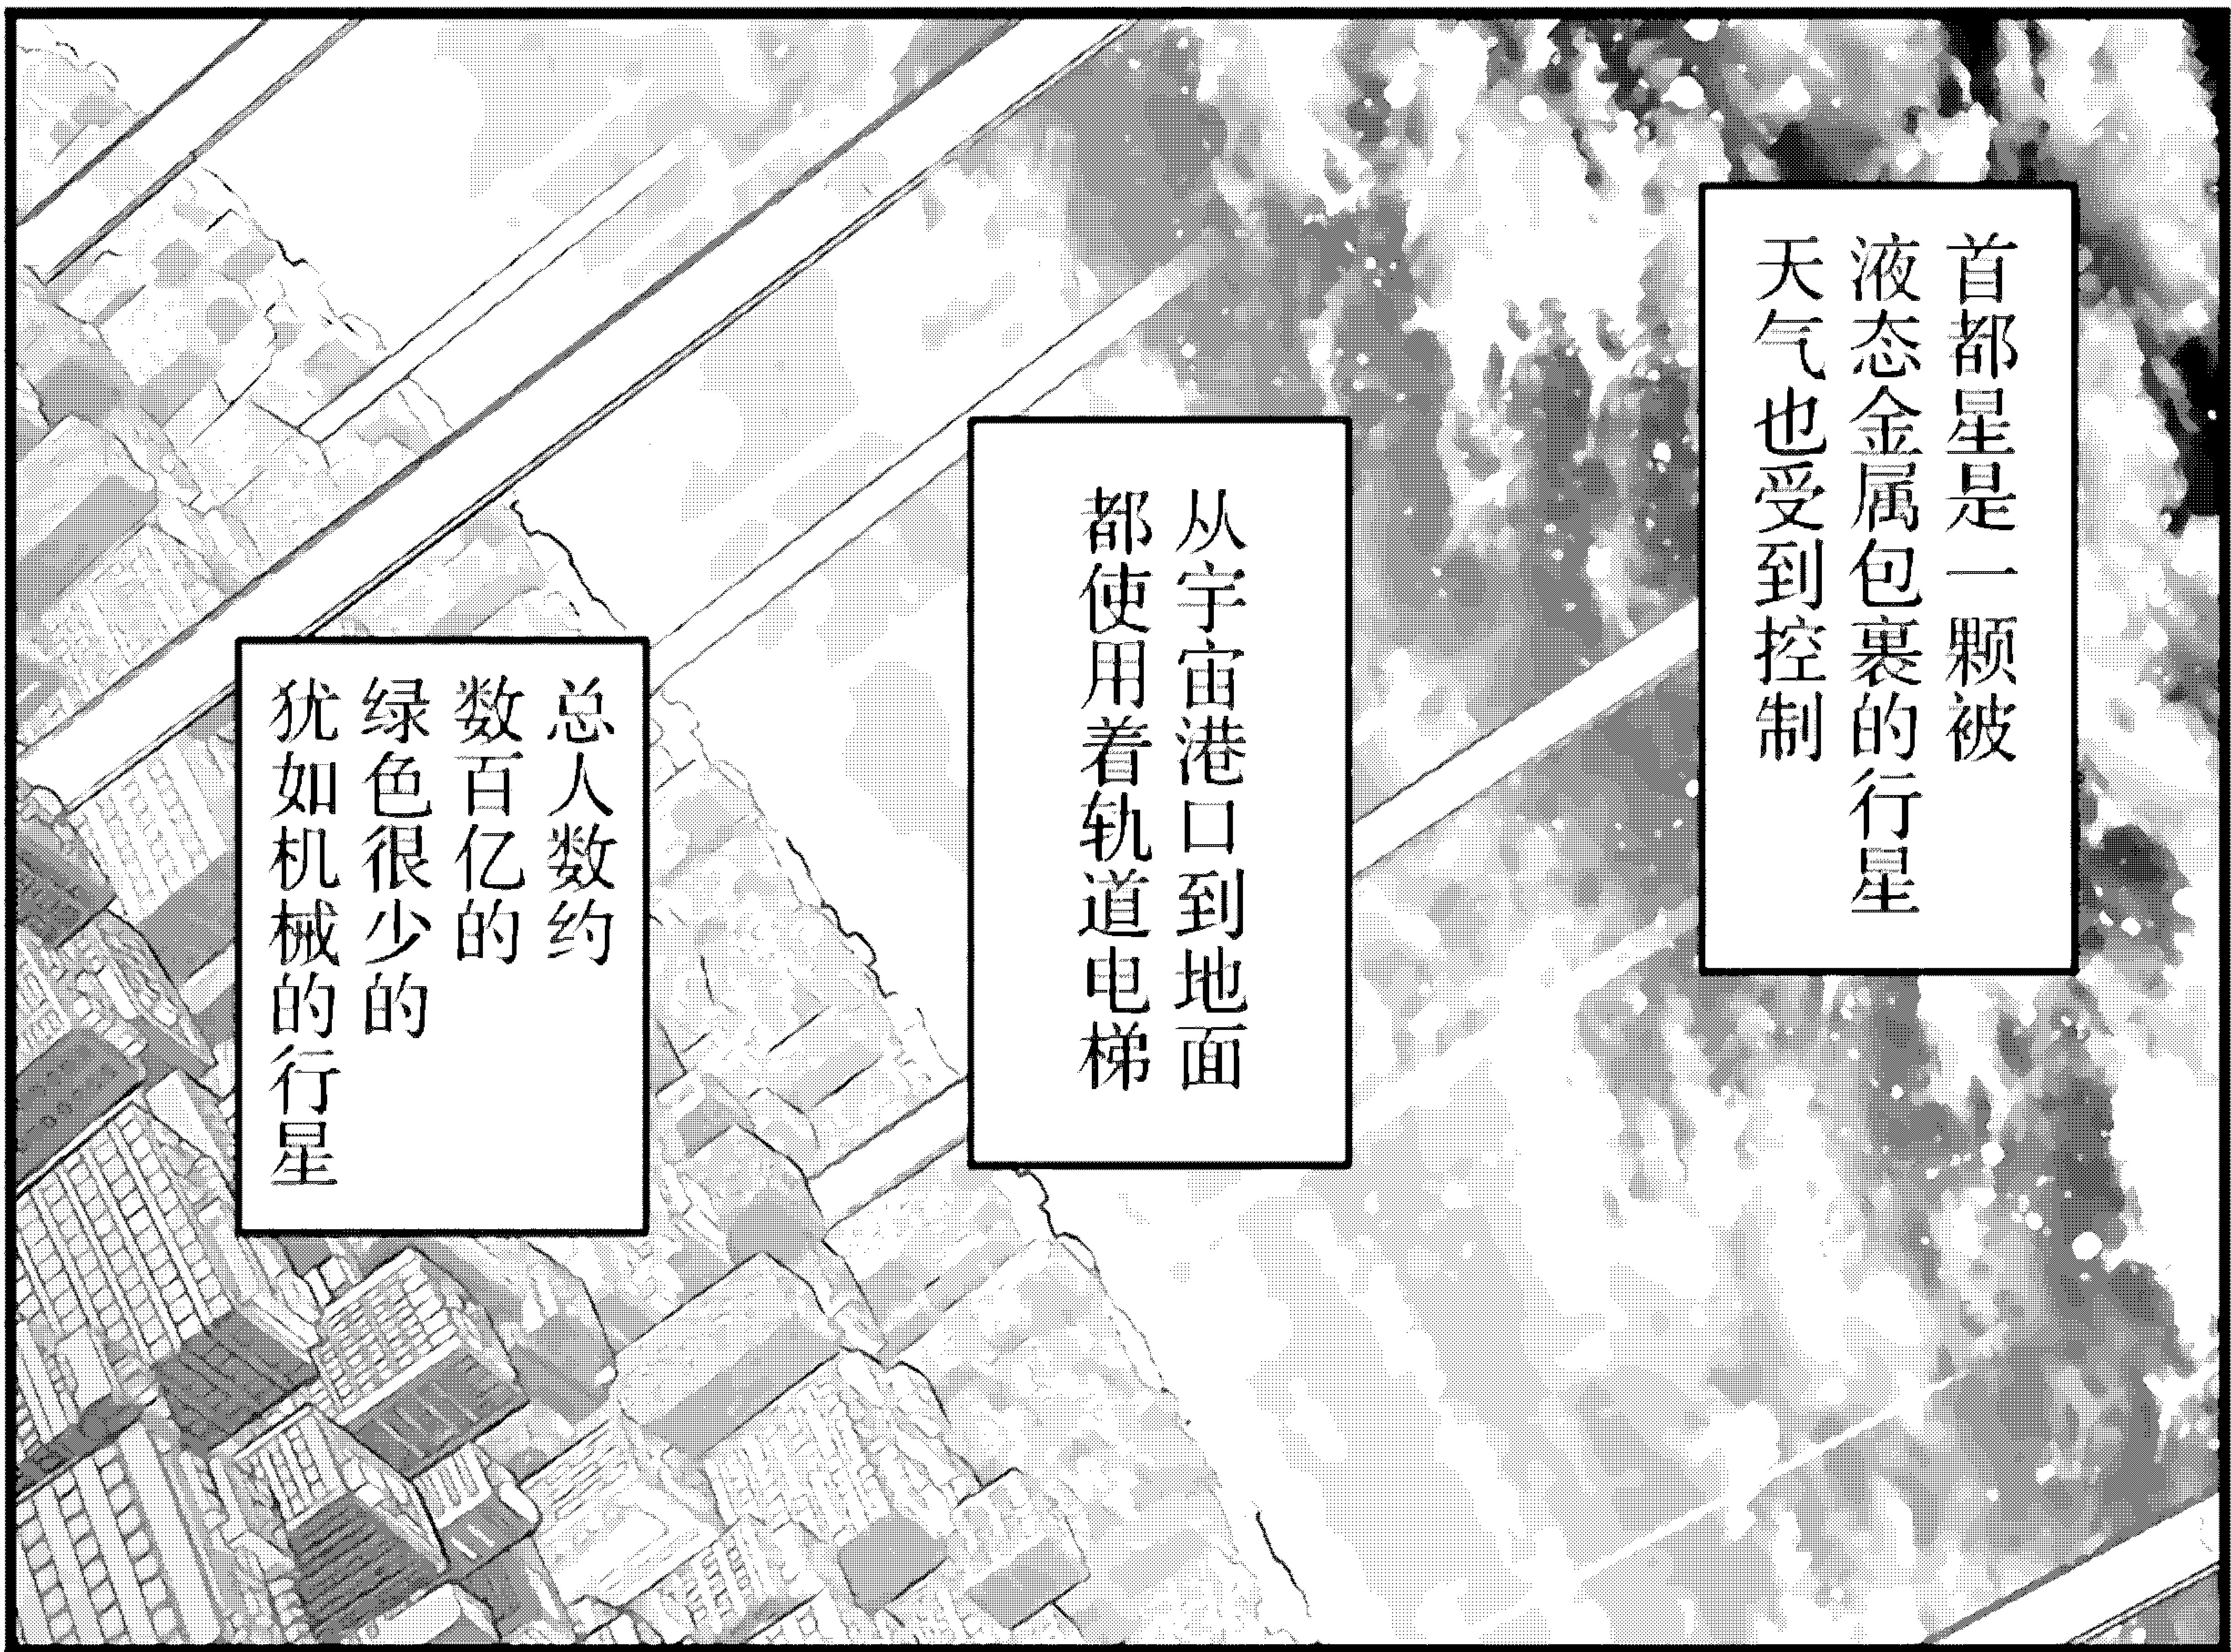 首都星是一颗被
液态金属包裹的行星
天气也受到控制
从宇宙港口到地面
都使用着轨道电梯
总人数约
数百亿的
绿色很少的
犹如机械的行星